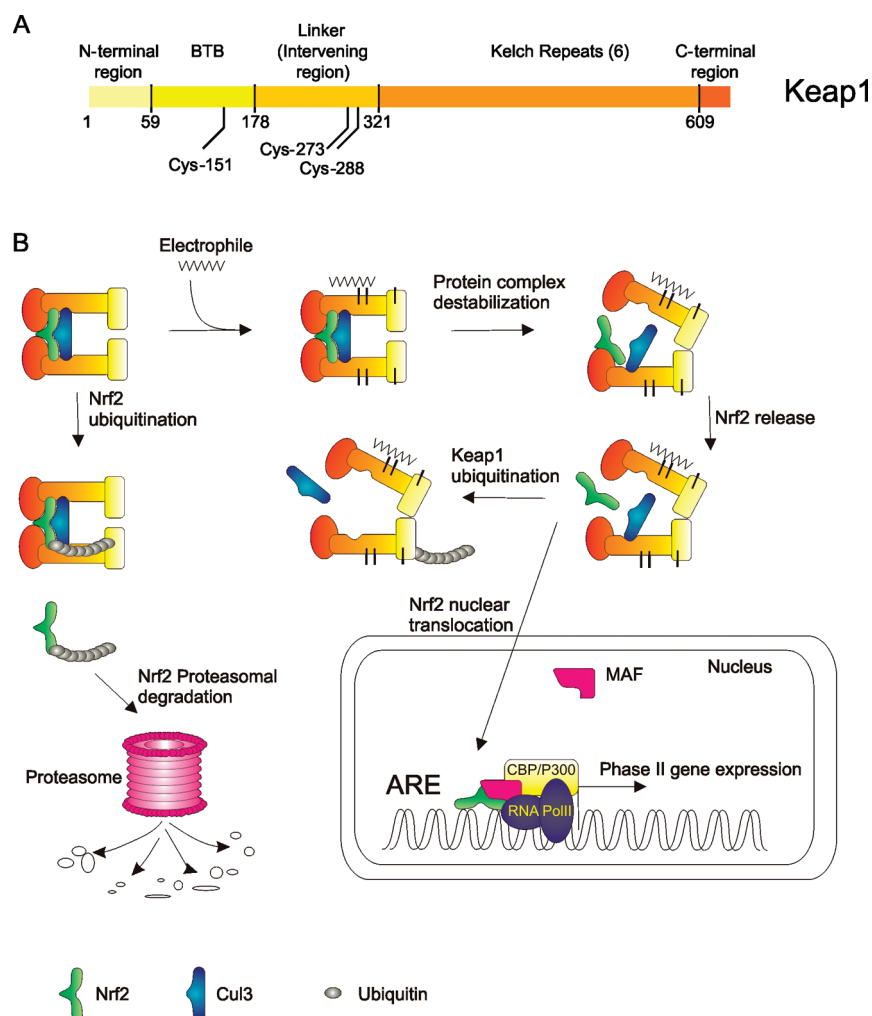 A
N-terminal
region
BTB
Linker
(Intervening
region)
Kelch Repeats (6)
C-terminal
region
Keap1
1
59
178
321
609
Cys-151
Cys-273
Cys-288
B
Electrophile
Protein complex
destabilization
Nrf2
ubiquitination
Nrf2 release
Keap1
ubiquitination
Nrf2 nuclear
translocation
Nrf2 Proteasomal
degradation
Proteasome
MAF
Nucleus
ARE
CBP/P300
RNA PolII
Phase II gene expression
Nrf2
Cul3
Ubiquitin